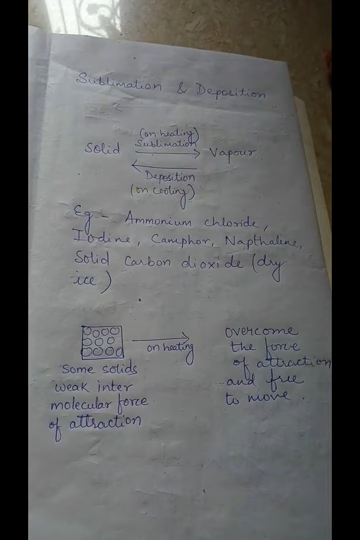 Sublimation & Deposition
(on heating)
Sublimation
Solid Vapour
Deposition
(on cooling)
Eg - Ammonium chloride,
Iodine, Camphor, Napthalene,
Solid Carbon dioxide (dry
ice)
on heating
some solids
weak inter
molecular force
of attraction
overcome
the force
of attraction
and free
to move.